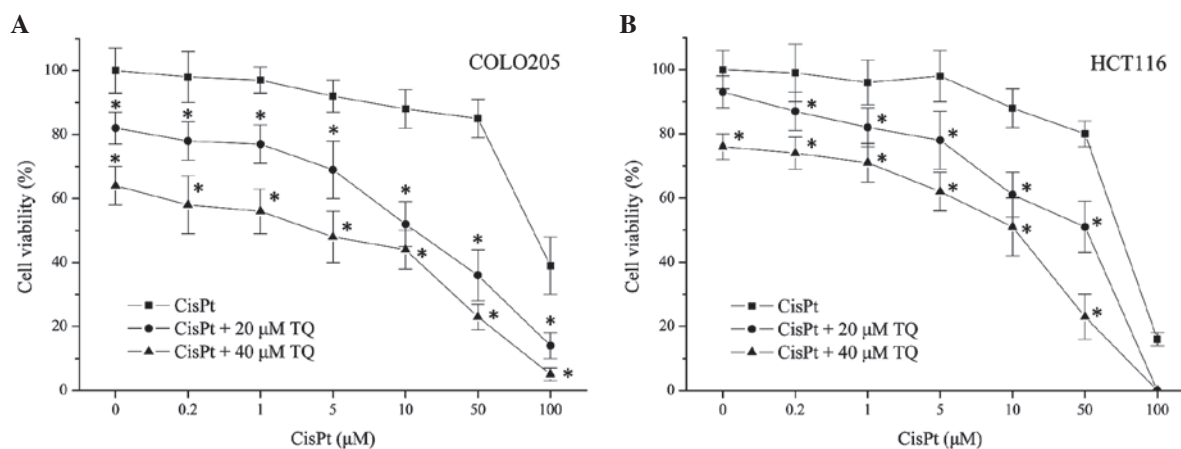 A
COLO205
100
80
60
40
20
0
Cell viability (%)
CisPt
CisPt + 20 μM TQ
CisPt + 40 μM TQ
* * * * * * *
* * * * * * *
0 0.2 1 5 10 50 100
CisPt (μM)
B
HCT116
100
80
60
40
20
0
Cell viability (%)
CisPt
CisPt + 20 μM TQ
CisPt + 40 μM TQ
* * * * *
* * * * * *
0 0.2 1 5 10 50 100
CisPt (μM)